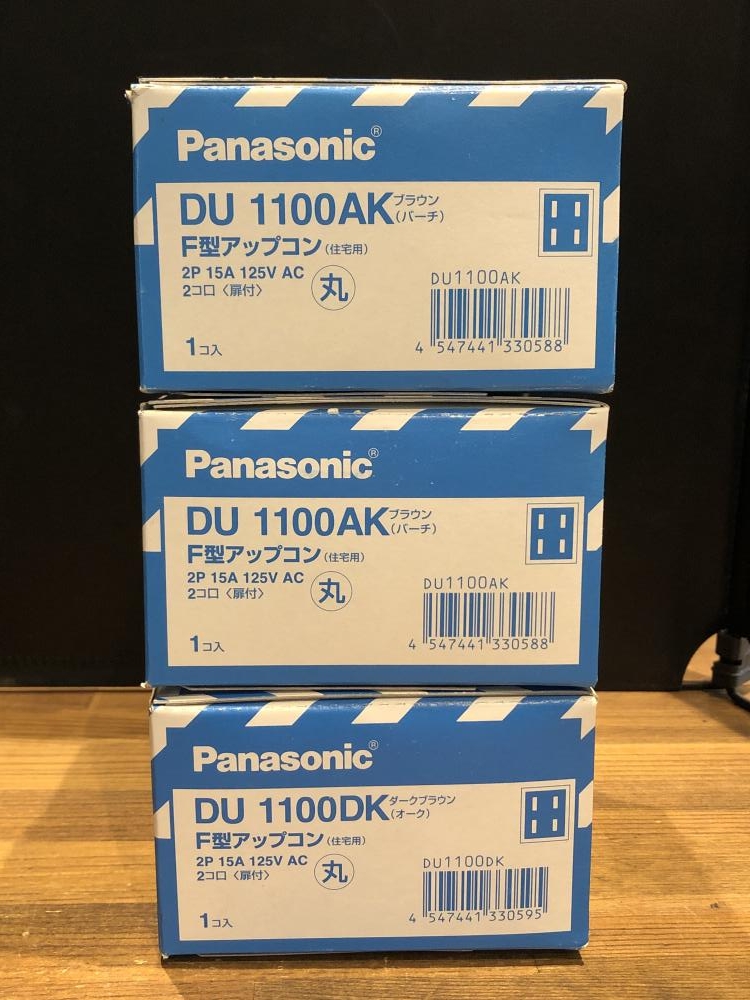 Panasonic®
DU 1100AK ブラウン
(バーチ)
F型アップコン(住宅用)
2P 15A 125V AC
2コ口〈扉付〉 丸
DU1100AK
4 547441 330588
1コ入
Panasonic®
DU 1100AK ブラウン
(バーチ)
F型アップコン(住宅用)
2P 15A 125V AC
2コ口〈扉付〉 丸
DU1100AK
4 547441 330588
1コ入
Panasonic®
DU 1100DK ダークブラウン
(オーク)
F型アップコン(住宅用)
2P 15A 125V AC
2コ口〈扉付〉 丸
DU1100DK
4 547441 330595
1コ入